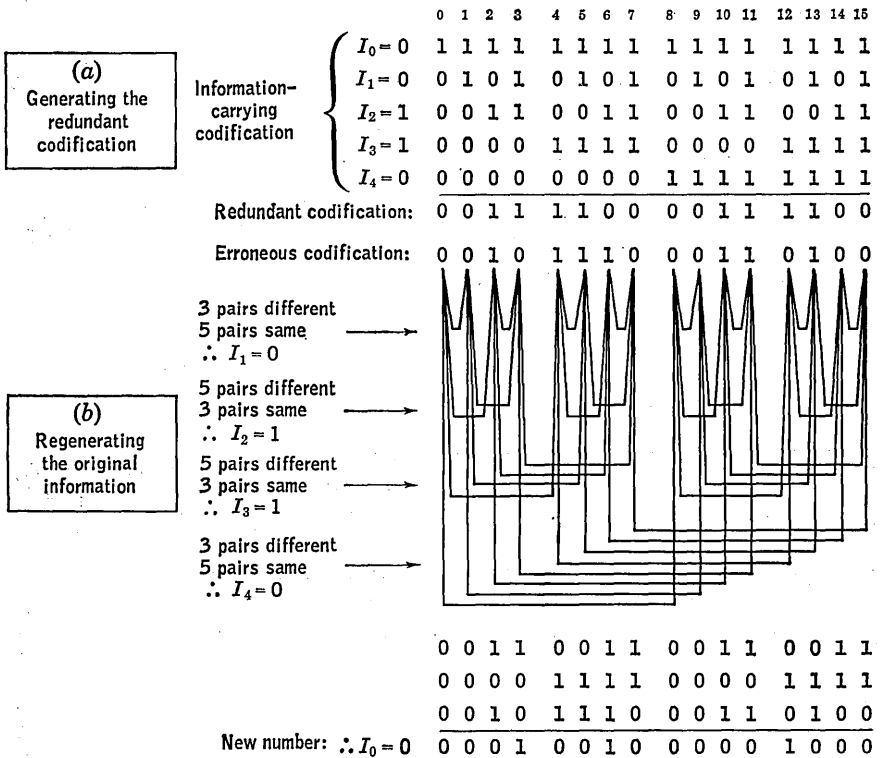 0 1 2 3 4 5 6 7 8 9 10 11 12 13 14 15
(a)
Generating the
redundant
codification
Information-
carrying
codification
I₀=0 1 1 1 1 1 1 1 1 1 1 1 1 1 1 1 1
I₁=0 0 1 0 1 0 1 0 1 0 1 0 1 0 1 0 1
I₂=1 0 0 1 1 0 0 1 1 0 0 1 1 0 0 1 1
I₃=1 0 0 0 0 1 1 1 1 0 0 0 0 1 1 1 1
I₄=0 0 0 0 0 0 0 0 0 1 1 1 1 1 1 1 1
Redundant codification: 0 0 1 1 1 1 0 0 0 0 1 1 1 1 0 0
Erroneous codification: 0 0 1 0 1 1 1 0 0 0 1 1 0 1 0 0
3 pairs different
5 pairs same
∴ I₁=0
5 pairs different
3 pairs same
∴ I₂=1
(b)
Regenerating
the original
information
5 pairs different
3 pairs same
∴ I₃=1
3 pairs different
5 pairs same
∴ I₄=0
0 0 1 1 0 0 1 1 0 0 1 1 0 0 1 1
0 0 0 0 1 1 1 1 0 0 0 0 1 1 1 1
0 0 1 0 1 1 1 0 0 0 1 1 0 1 0 0
New number: ∴ I₀=0 0 0 0 1 0 0 1 0 0 0 0 0 1 0 0 0